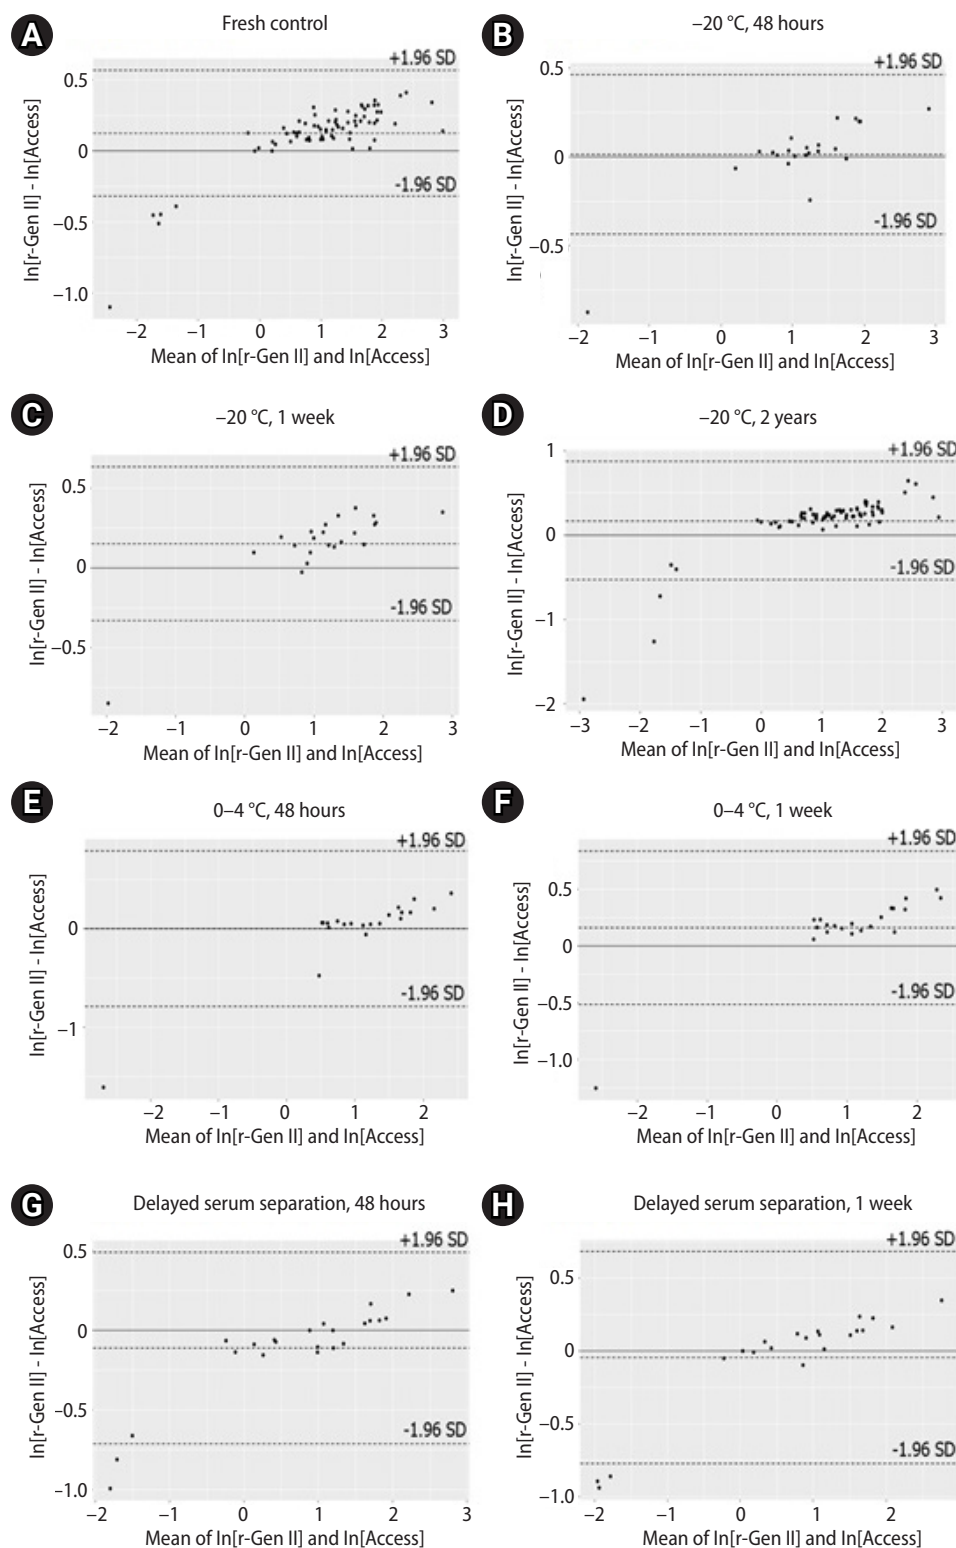 A
Fresh control
+1.96 SD
-1.96 SD
0.5
0
−0.5
−1.0
−2 −1 0 1 2 3
ln[r-Gen II] - ln[Access]
Mean of ln[r-Gen II] and ln[Access]
B
−20 °C, 48 hours
+1.96 SD
-1.96 SD
0.5
0
−0.5
−2 −1 0 1 2 3
ln[r-Gen II] - ln[Access]
Mean of ln[r-Gen II] and ln[Access]
C
−20 °C, 1 week
+1.96 SD
-1.96 SD
0.5
0
−0.5
−2 −1 0 1 2 3
ln[r-Gen II] - ln[Access]
Mean of ln[r-Gen II] and ln[Access]
D
−20 °C, 2 years
+1.96 SD
-1.96 SD
1
0
−1
−2
−3 −2 −1 0 1 2 3
ln[r-Gen II] - ln[Access]
Mean of ln[r-Gen II] and ln[Access]
E
0–4 °C, 48 hours
+1.96 SD
-1.96 SD
0
−1
−2 −1 0 1 2
ln[r-Gen II] - ln[Access]
Mean of ln[r-Gen II] and ln[Access]
F
0–4 °C, 1 week
+1.96 SD
-1.96 SD
0.5
0
−0.5
−1.0
−2 −1 0 1 2
ln[r-Gen II] - ln[Access]
Mean of ln[r-Gen II] and ln[Access]
G
Delayed serum separation, 48 hours
+1.96 SD
-1.96 SD
0.5
0
−0.5
−1.0
−2 −1 0 1 2 3
ln[r-Gen II] - ln[Access]
Mean of ln[r-Gen II] and ln[Access]
H
Delayed serum separation, 1 week
+1.96 SD
-1.96 SD
0.5
0
−0.5
−1.0
−2 −1 0 1 2
ln[r-Gen II] - ln[Access]
Mean of ln[r-Gen II] and ln[Access]